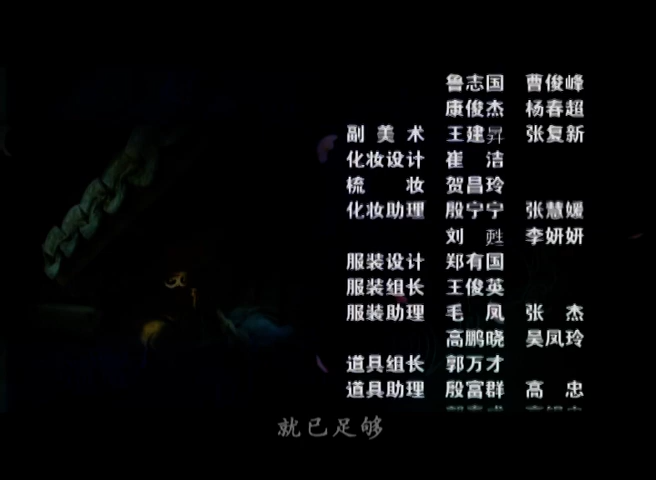 鲁志国 曹俊峰
康俊杰 杨春超
副美术 王建昇 张复新
化妆设计 崔洁
梳妆 贺昌玲
化妆助理 殷宁宁 张慧媛
刘甦 李妍妍
服装设计 郑有国
服装组长 王俊英
服装助理 毛凤 张杰
高鹏晓 吴凤玲
道具组长 郭万才
道具助理 殷富群 高忠
就已足够